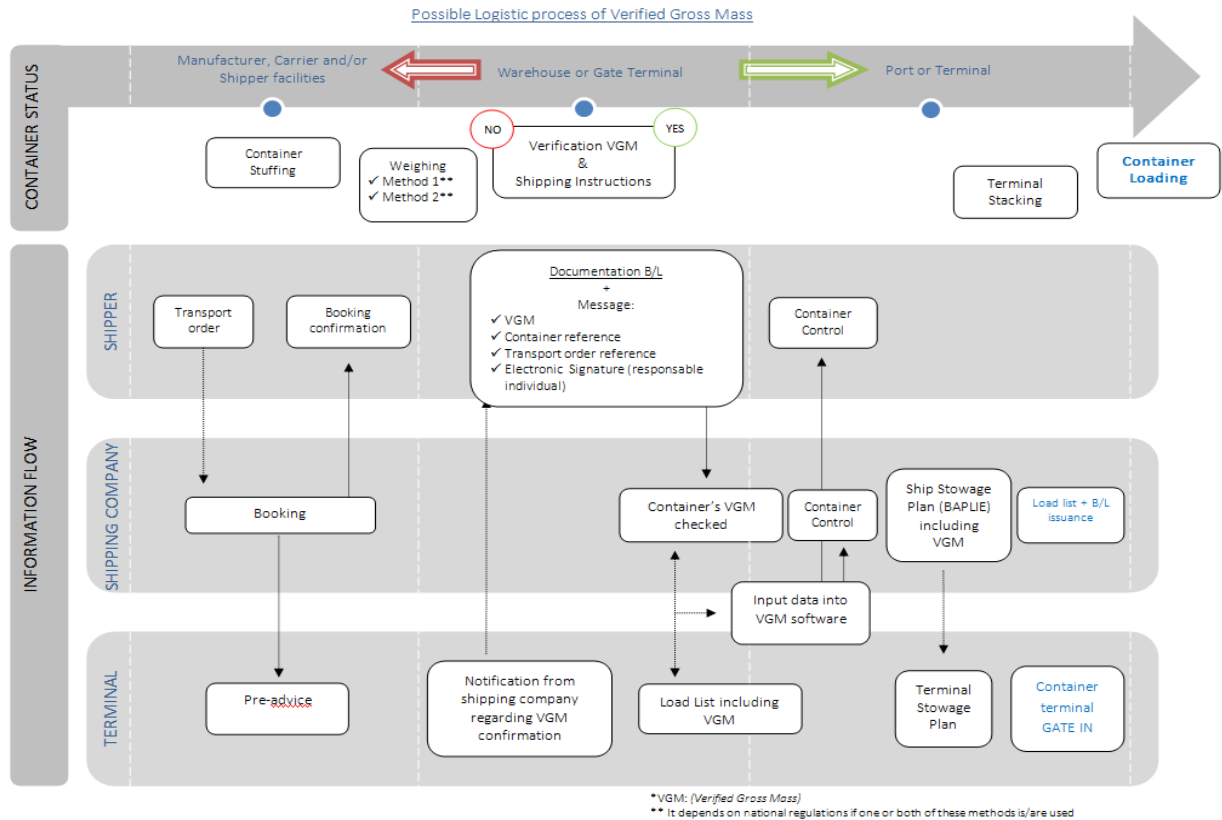 Possible Logistic process of Verified Gross Mass
CONTAINER STATUS
Manufacturer, Carrier and/or
Shipper facilities
Warehouse or Gate Terminal
Port or Terminal
Container
Stuffing
Weighing
✓ Method 1**
✓ Method 2**
NO
YES
Verification VGM
&
Shipping Instructions
Terminal
Stacking
Container
Loading
INFORMATION FLOW
SHIPPER
Transport
order
Booking
confirmation
Documentation B/L
+
Message:
✓ VGM
✓ Container reference
✓ Transport order reference
✓ Electronic Signature (responsable
individual)
Container
Control
SHIPPING COMPANY
Booking
Container's VGM
checked
Container
Control
Ship Stowage
Plan (BAPLIE)
including
VGM
Load list + B/L
issuance
Input data into
VGM software
TERMINAL
Pre-advice
Notification from
shipping company
regarding VGM
confirmation
Load List including
VGM
Terminal
Stowage
Plan
Container
terminal
GATE IN
*VGM: (Verified Gross Mass)
** It depends on national regulations if one or both of these methods is/are used